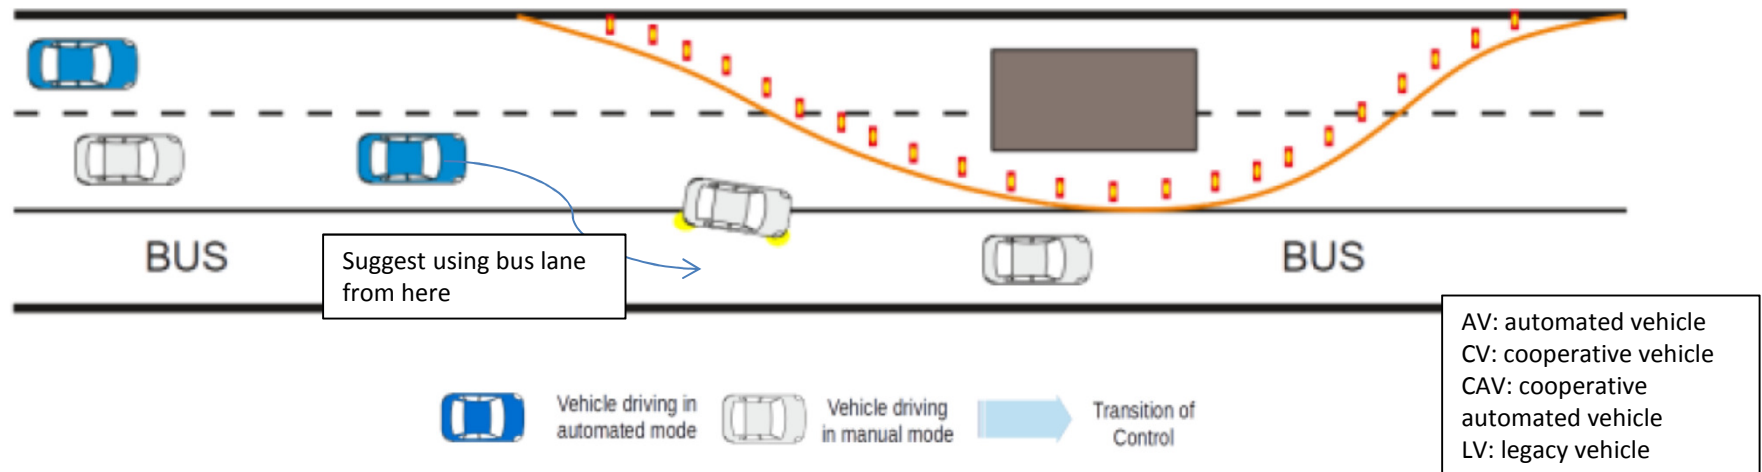 BUS
Suggest using bus lane
from here
BUS
AV: automated vehicle
CV: cooperative vehicle
CAV: cooperative
automated vehicle
LV: legacy vehicle
Vehicle driving in
automated mode
Vehicle driving
in manual mode
Transition of
Control